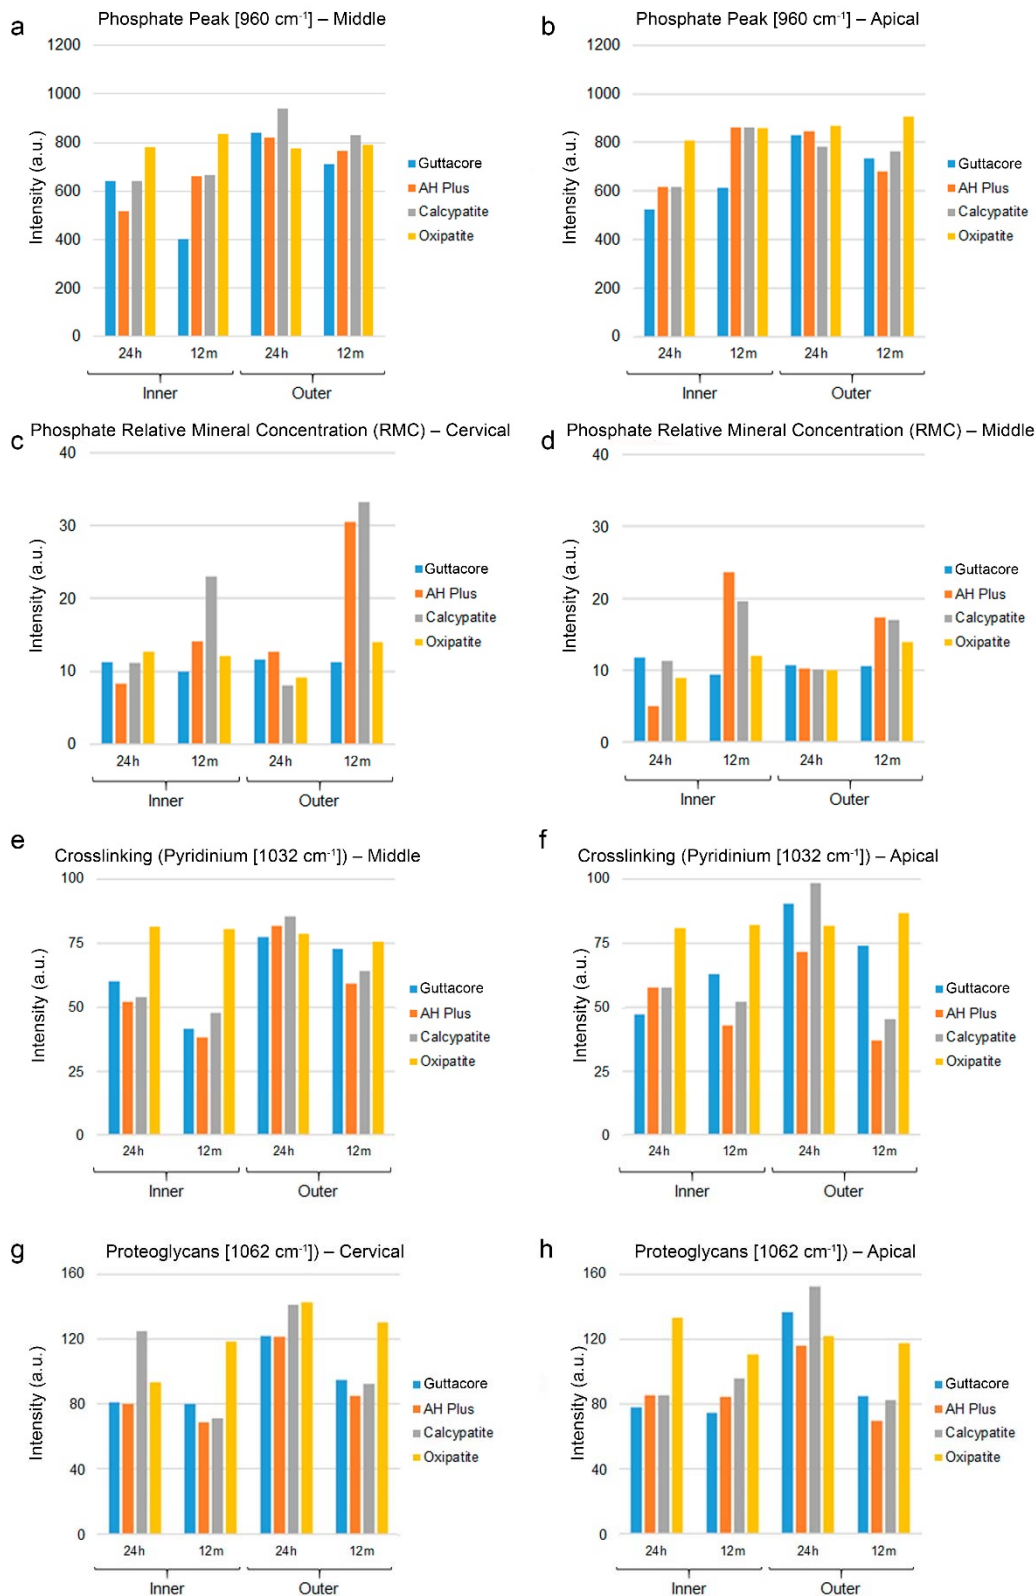 a
Phosphate Peak [960 cm⁻¹] – Middle
1200
1000
800
600
400
200
0
Intensity (a.u.)
24h 12m 24h 12m
Inner Outer
Guttacore
AH Plus
Calcypatite
Oxipatite
b
Phosphate Peak [960 cm⁻¹] – Apical
1200
1000
800
600
400
200
0
Intensity (a.u.)
24h 12m 24h 12m
Inner Outer
Guttacore
AH Plus
Calcypatite
Oxipatite
c
Phosphate Relative Mineral Concentration (RMC) – Cervical
40
30
20
10
0
Intensity (a.u.)
24h 12m 24h 12m
Inner Outer
Guttacore
AH Plus
Calcypatite
Oxipatite
d
Phosphate Relative Mineral Concentration (RMC) – Middle
40
30
20
10
0
Intensity (a.u.)
24h 12m 24h 12m
Inner Outer
Guttacore
AH Plus
Calcypatite
Oxipatite
e
Crosslinking (Pyridinium [1032 cm⁻¹]) – Middle
100
75
50
25
0
Intensity (a.u.)
24h 12m 24h 12m
Inner Outer
Guttacore
AH Plus
Calcypatite
Oxipatite
f
Crosslinking (Pyridinium [1032 cm⁻¹]) – Apical
100
75
50
25
0
Intensity (a.u.)
24h 12m 24h 12m
Inner Outer
Guttacore
AH Plus
Calcypatite
Oxipatite
g
Proteoglycans [1062 cm⁻¹]) – Cervical
160
120
80
40
0
Intensity (a.u.)
24h 12m 24h 12m
Inner Outer
Guttacore
AH Plus
Calcypatite
Oxipatite
h
Proteoglycans [1062 cm⁻¹]) – Apical
160
120
80
40
0
Intensity (a.u.)
24h 12m 24h 12m
Inner Outer
Guttacore
AH Plus
Calcypatite
Oxipatite